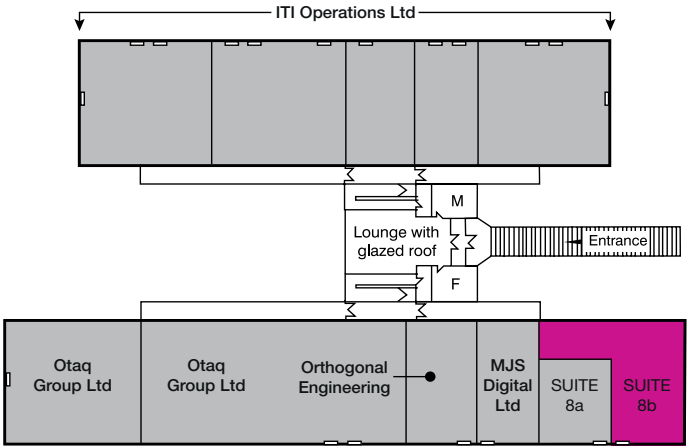 ITI Operations Ltd
M
Lounge with
glazed roof
Entrance
F
Otaq
Group Ltd
Otaq
Group Ltd
Orthogonal
Engineering
MJS
Digital
Ltd
SUITE
8a
SUITE
8b